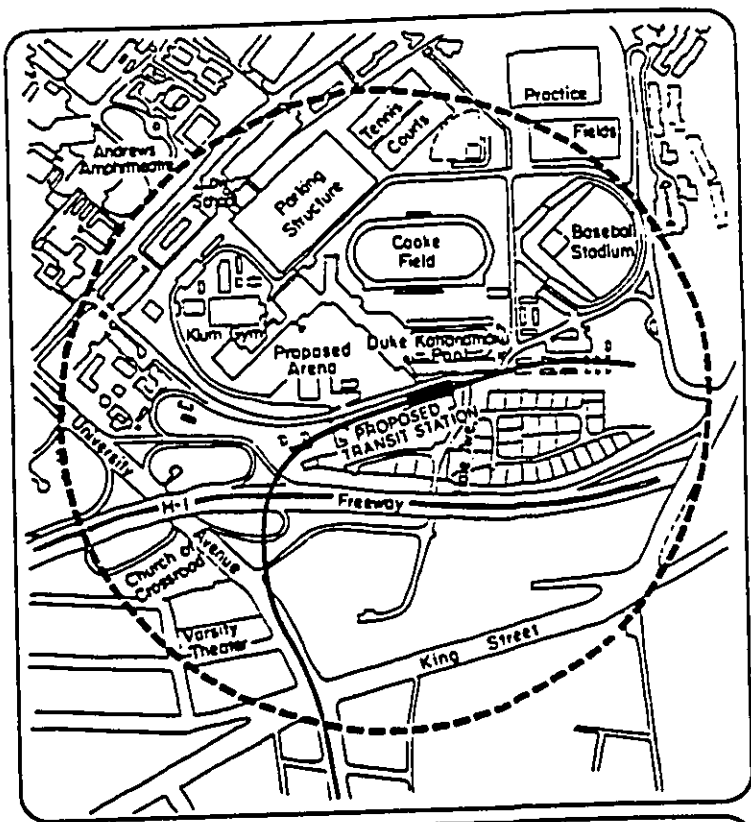 Practice
Fields
Tennis
Courts
Andrews
Amphitheatre
School
Parking
Structure
Cooke
Field
Baseball
Stadium
Klum Gym
Proposed
Arena
Duke Kahanamoku
Pool
PROPOSED
TRANSIT STATION
University
Avenue
H-1 Freeway
Church of
Crossroad
Varsity
Theater
King Street